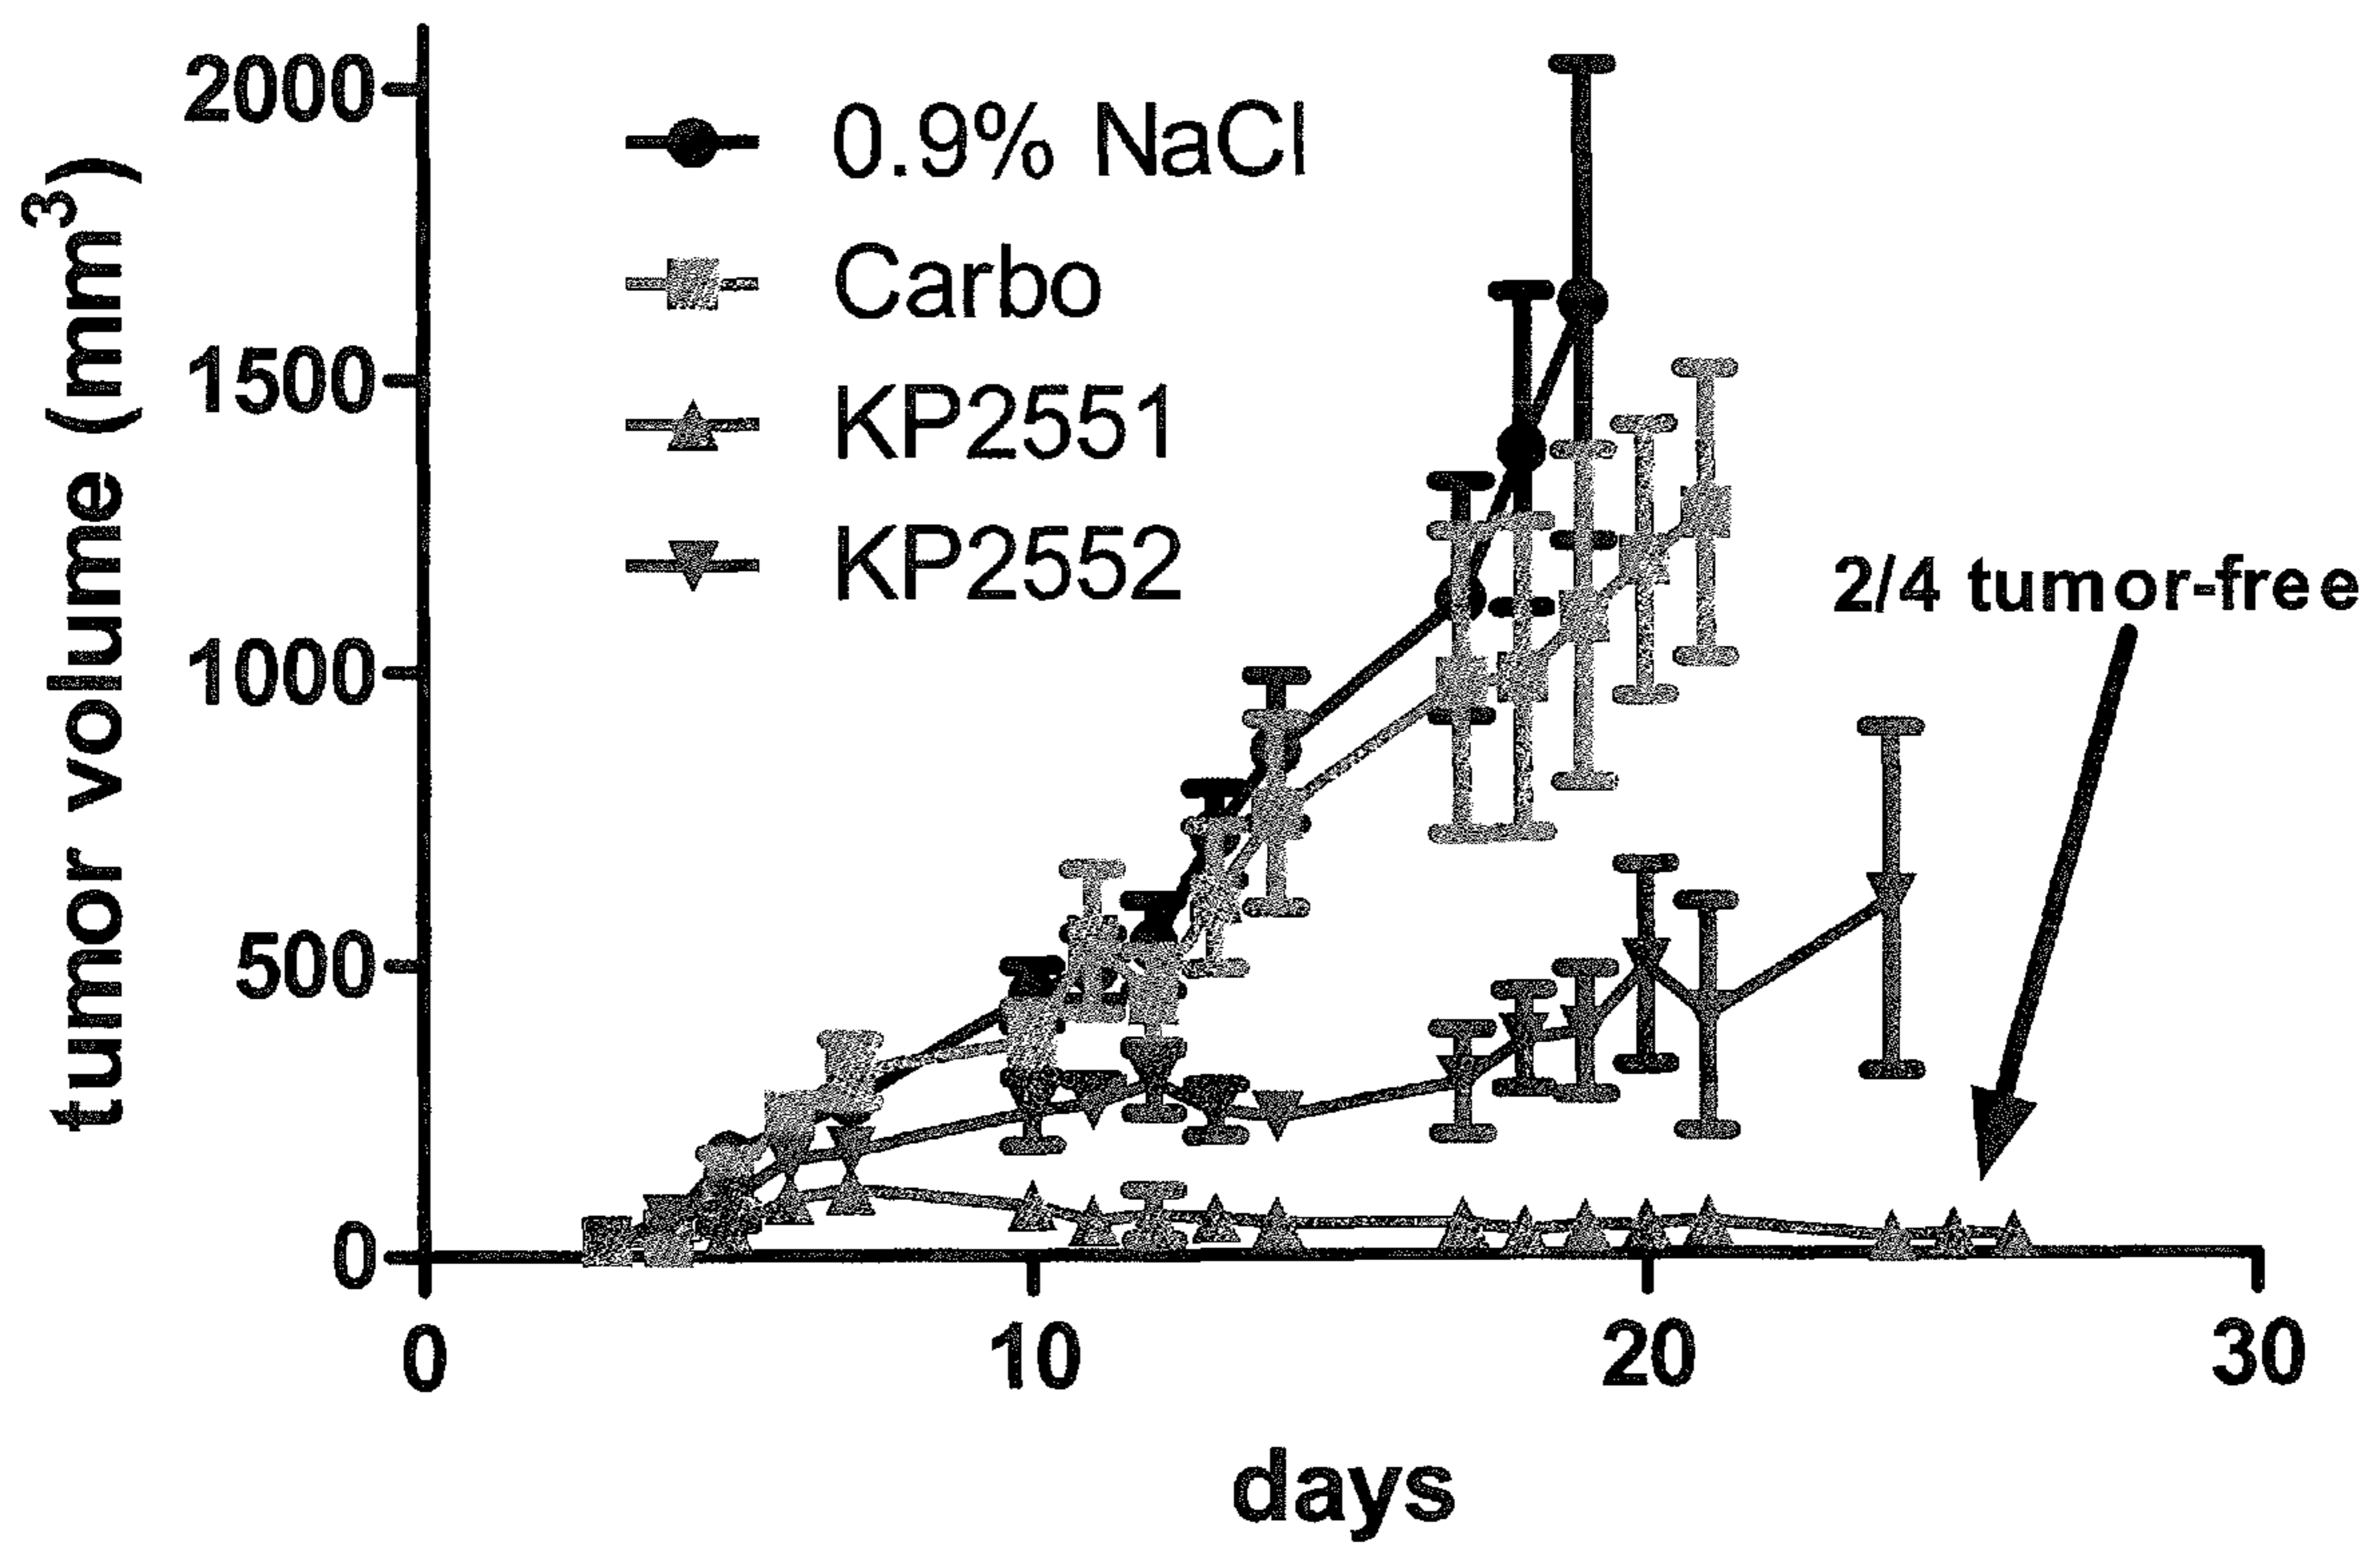 tumor volume (mm³)
2000
1500
1000
500
0
0.9% NaCl
Carbo
KP2551
KP2552
2/4 tumor-free
0
10
20
30
days